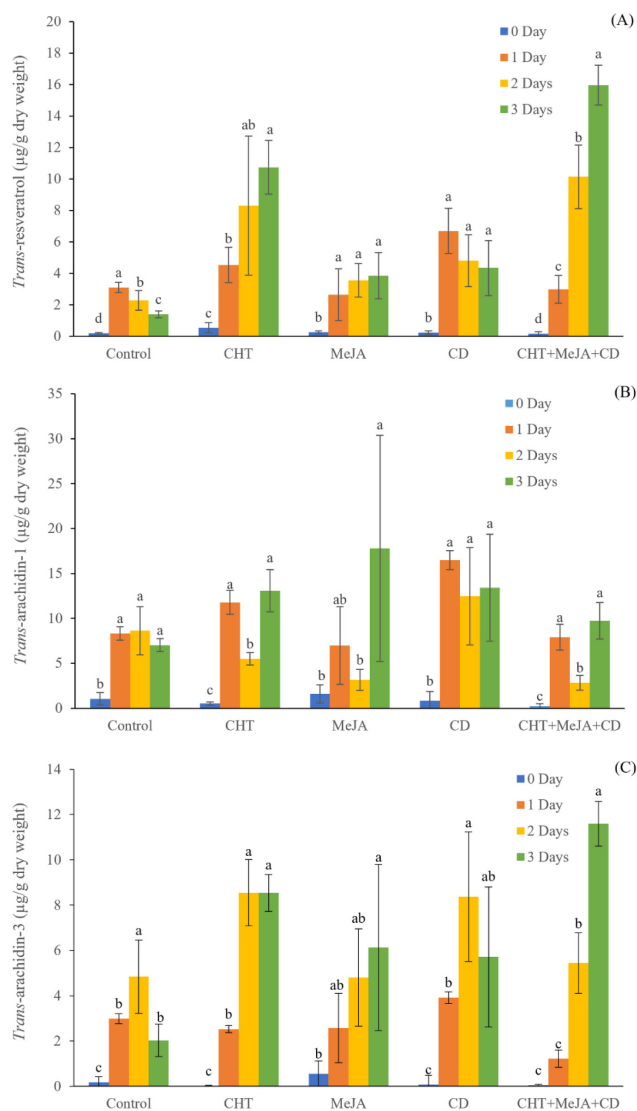 (A)
0 Day
1 Day
2 Days
3 Days
Trans-resveratrol (µg/g dry weight)
18
16
14
12
10
8
6
4
2
0
d a b c
b b ab a
b a a a
b a a a
c c b a
Control CHT MeJA CD CHT+MeJA+CD
(B)
0 Day
1 Day
2 Days
3 Days
Trans-arachidin-1 (µg/g dry weight)
35
30
25
20
15
10
5
0
b a a a
c a b a
b ab b a
b a a a
c a b a
Control CHT MeJA CD CHT+MeJA+CD
(C)
0 Day
1 Day
2 Days
3 Days
Trans-arachidin-3 (µg/g dry weight)
14
12
10
8
6
4
2
0
c b a b
c b a a
b ab ab a
c b a ab
c c b a
Control CHT MeJA CD CHT+MeJA+CD